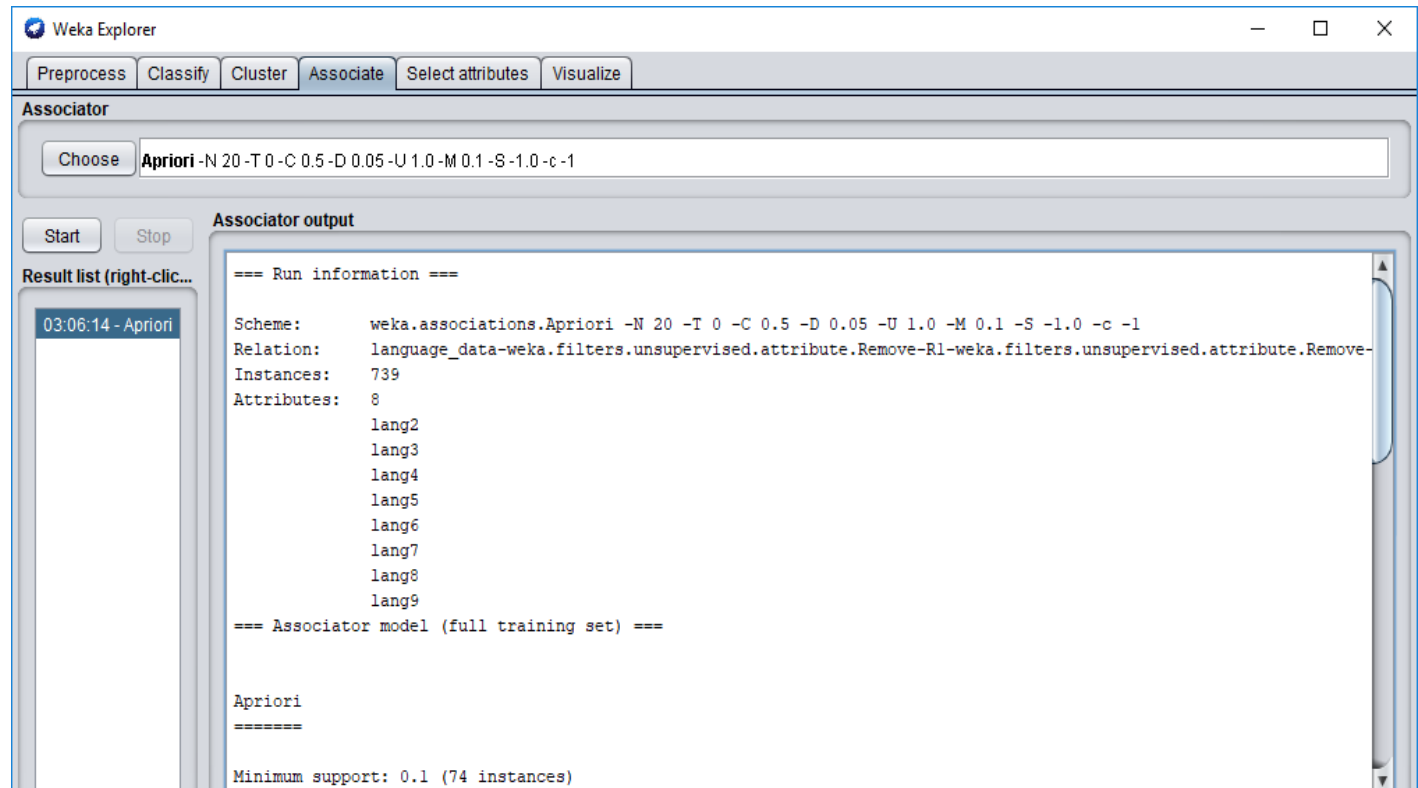 Weka Explorer
Preprocess Classify Cluster Associate Select attributes Visualize
Associator
Choose Apriori -N 20 -T 0 -C 0.5 -D 0.05 -U 1.0 -M 0.1 -S -1.0 -c -1
Start Stop
Result list (right-clic...
03:06:14 - Apriori
Associator output
=== Run information ===
Scheme: weka.associations.Apriori -N 20 -T 0 -C 0.5 -D 0.05 -U 1.0 -M 0.1 -S -1.0 -c -1
Relation: language_data-weka.filters.unsupervised.attribute.Remove-R1-weka.filters.unsupervised.attribute.Remove-
Instances: 739
Attributes: 8
lang2
lang3
lang4
lang5
lang6
lang7
lang8
lang9
=== Associator model (full training set) ===
Apriori
=======
Minimum support: 0.1 (74 instances)